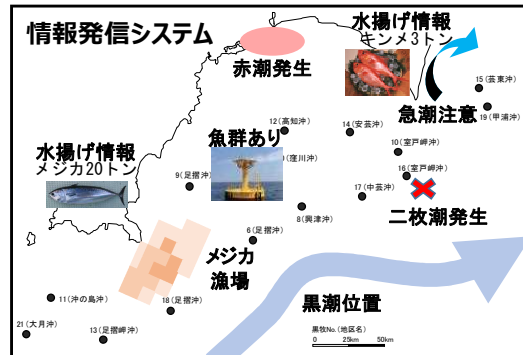 情報発信システム
水揚げ情報
キンメ3トン
赤潮発生
急潮注意
15(芸東沖)
19(甲浦沖)
12(高知沖)
14(安芸沖)
魚群あり
10(室戸岬沖)
水揚げ情報
メジカ20トン
(窪川沖)
9(足摺沖)
16(室戸岬沖)
17(中芸沖)
8(興津沖)
二枚潮発生
6(足摺沖)
メジカ
漁場
11(沖の島沖)
18(足摺沖)
黒潮位置
21(大月沖)
13(足摺岬沖)
黒牧No.(地区名)
0 25km 50km